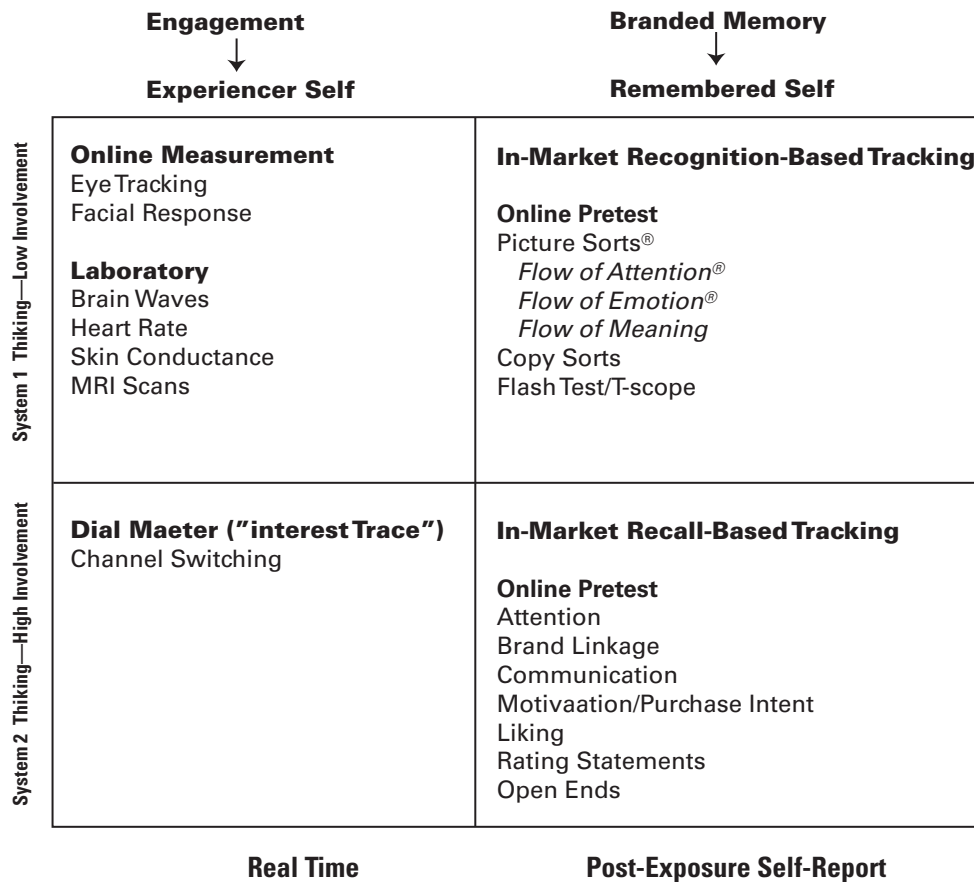 Engagement
Experiencer Self
Branded Memory
Remembered Self
System 1 Thiking—Low Involvement
Online Measurement
Eye Tracking
Facial Response
Laboratory
Brain Waves
Heart Rate
Skin Conductance
MRI Scans
In-Market Recognition-Based Tracking
Online Pretest
Picture Sorts®
Flow of Attention®
Flow of Emotion®
Flow of Meaning
Copy Sorts
Flash Test/T-scope
System 2 Thiking—High Involvement
Dial Maeter ("interest Trace")
Channel Switching
In-Market Recall-Based Tracking
Online Pretest
Attention
Brand Linkage
Communication
Motivaation/Purchase Intent
Liking
Rating Statements
Open Ends
Real Time
Post-Exposure Self-Report